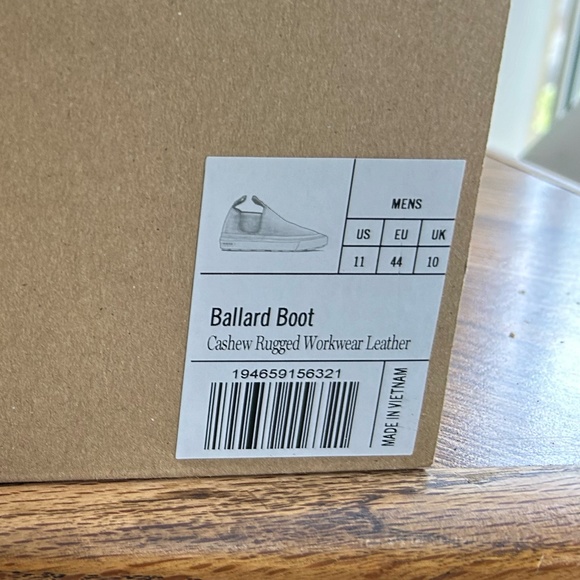 MENS
US EU UK
11 44 10
Ballard Boot
Cashew Rugged Workwear Leather
194659156321
MADE IN VIETNAM